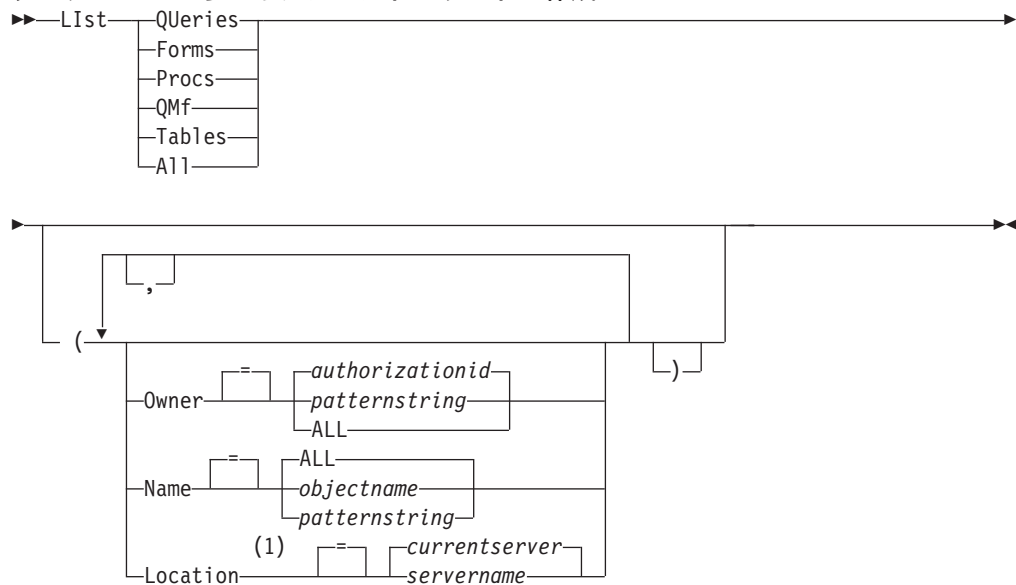 LIst QUeries
Forms
Procs
QMf
Tables
All
,
(
)
Owner = authorizationid
patternstring
ALL
Name = ALL
objectname
patternstring
(1)
Location = currentserver
servername